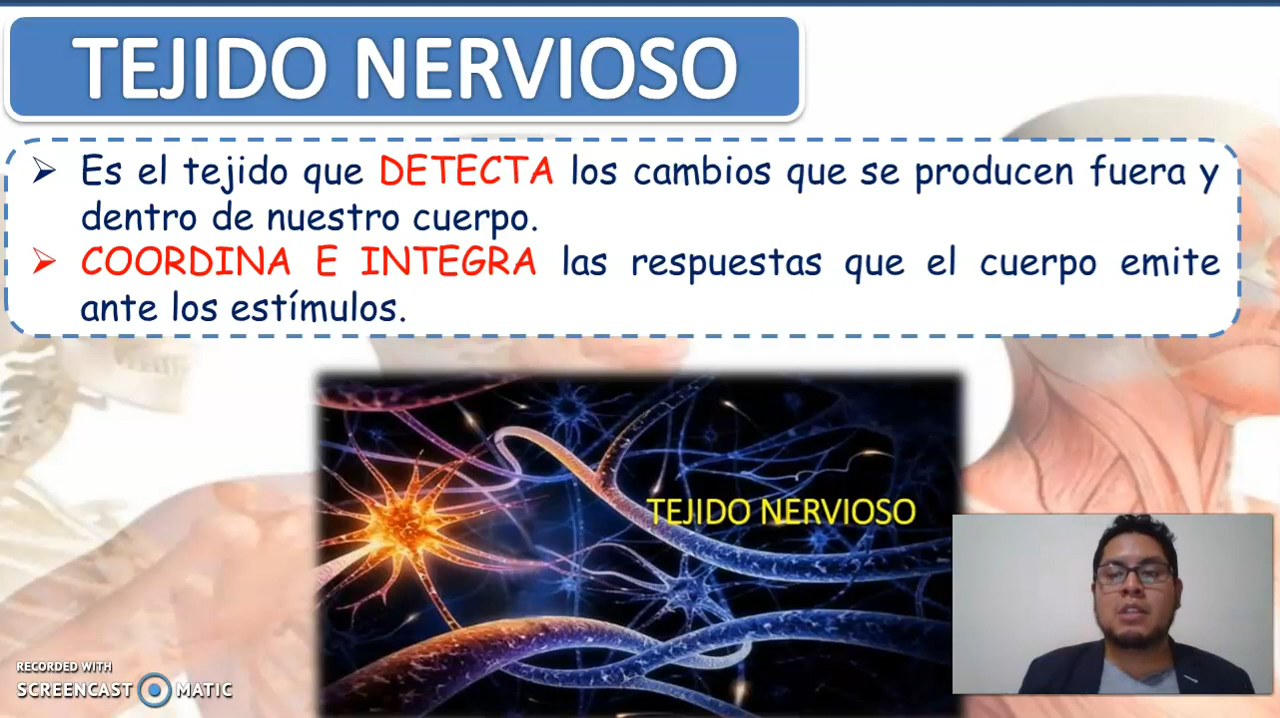 TEJIDO NERVIOSO
➢ Es el tejido que DETECTA los cambios que se producen fuera y
dentro de nuestro cuerpo.
➢ COORDINA E INTEGRA las respuestas que el cuerpo emite
ante los estímulos.
TEJIDO NERVIOSO
RECORDED WITH
SCREENCAST MATIC